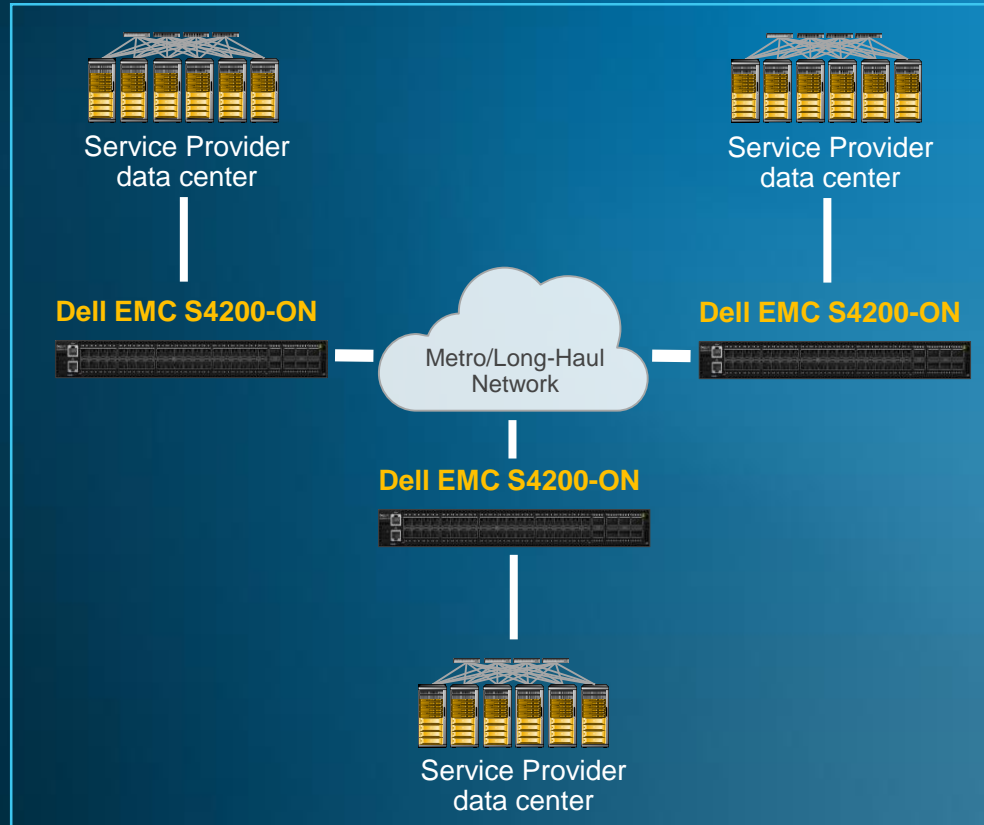 Service Provider
data center
Service Provider
data center
Dell EMC S4200-ON
Dell EMC S4200-ON
Metro/Long-Haul
Network
Dell EMC S4200-ON
Service Provider
data center